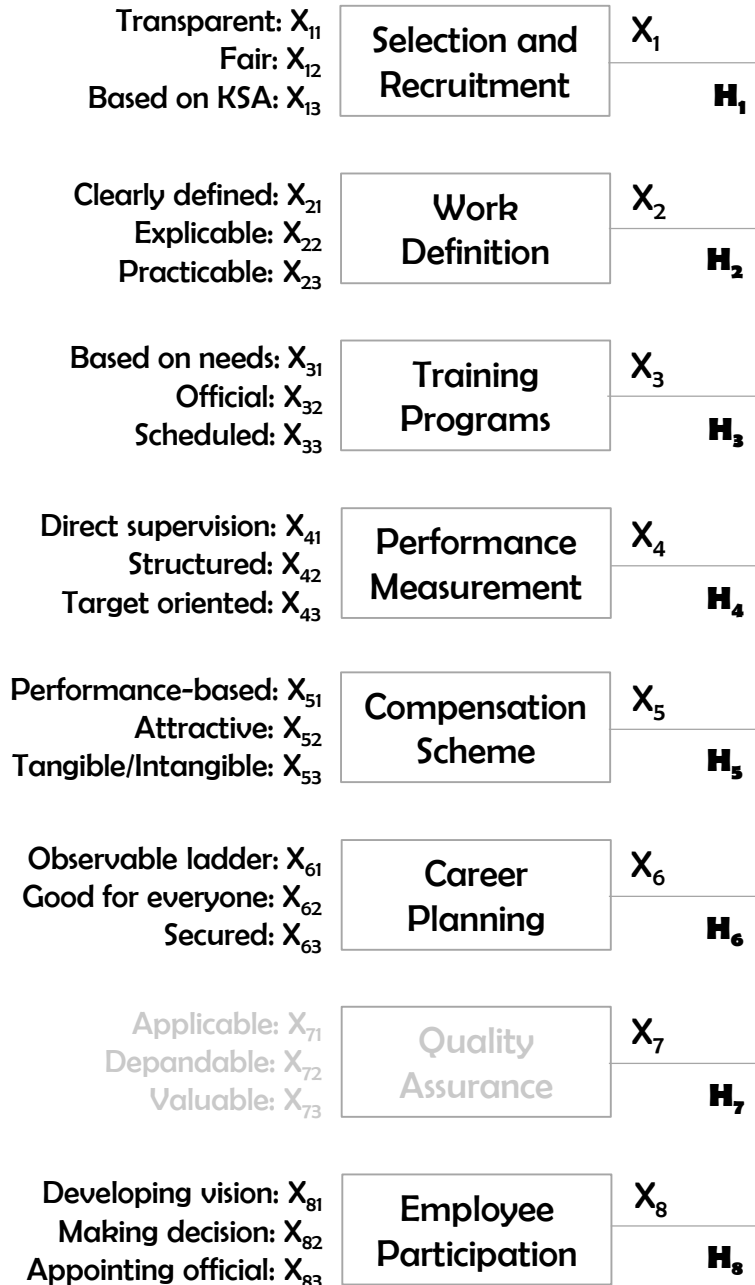 Transparent: X₁₁
Fair: X₁₂
Based on KSA: X₁₃
Selection and
Recruitment
X₁
H₁
Clearly defined: X₂₁
Explicable: X₂₂
Practicable: X₂₃
Work
Definition
X₂
H₂
Based on needs: X₃₁
Official: X₃₂
Scheduled: X₃₃
Training
Programs
X₃
H₃
Direct supervision: X₄₁
Structured: X₄₂
Target oriented: X₄₃
Performance
Measurement
X₄
H₄
Performance-based: X₅₁
Attractive: X₅₂
Tangible/Intangible: X₅₃
Compensation
Scheme
X₅
H₅
Observable ladder: X₆₁
Good for everyone: X₆₂
Secured: X₆₃
Career
Planning
X₆
H₆
Applicable: X₇₁
Depandable: X₇₂
Valuable: X₇₃
Quality
Assurance
X₇
H₇
Developing vision: X₈₁
Making decision: X₈₂
Appointing official: X₈₃
Employee
Participation
X₈
H₈